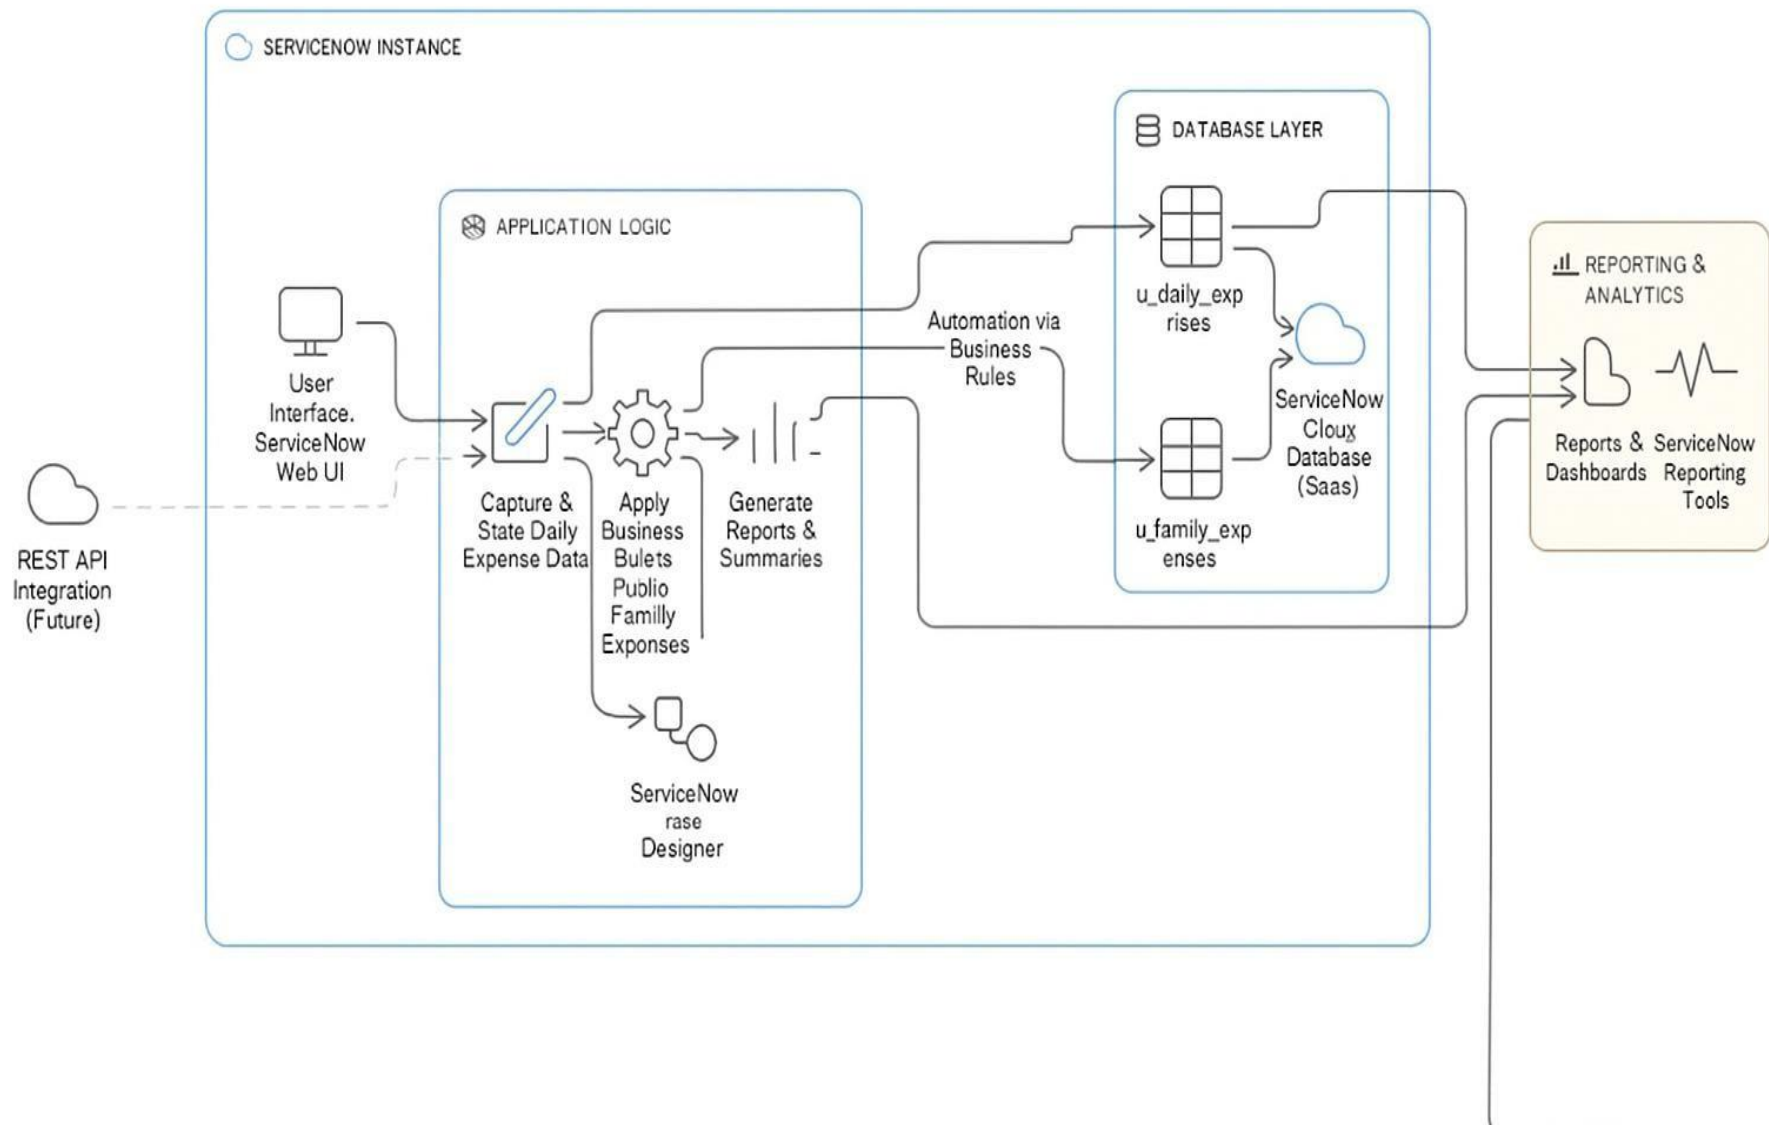 SERVICENOW INSTANCE
DATABASE LAYER
APPLICATION LOGIC
REPORTING &
ANALYTICS
u_daily_exp
rises
Automation via
Business
Rules
User
Interface.
ServiceNow
Web UI
ServiceNow
Cloux
Database
(Saas)
Reports &
Dashboards
ServiceNow
Reporting
Tools
Capture &
State Daily
Expense Data
Apply
Business
Bulets
Publio
Familly
Exponses
Generate
Reports &
Summaries
u_family_exp
enses
REST API
Integration
(Future)
ServiceNow
rase
Designer